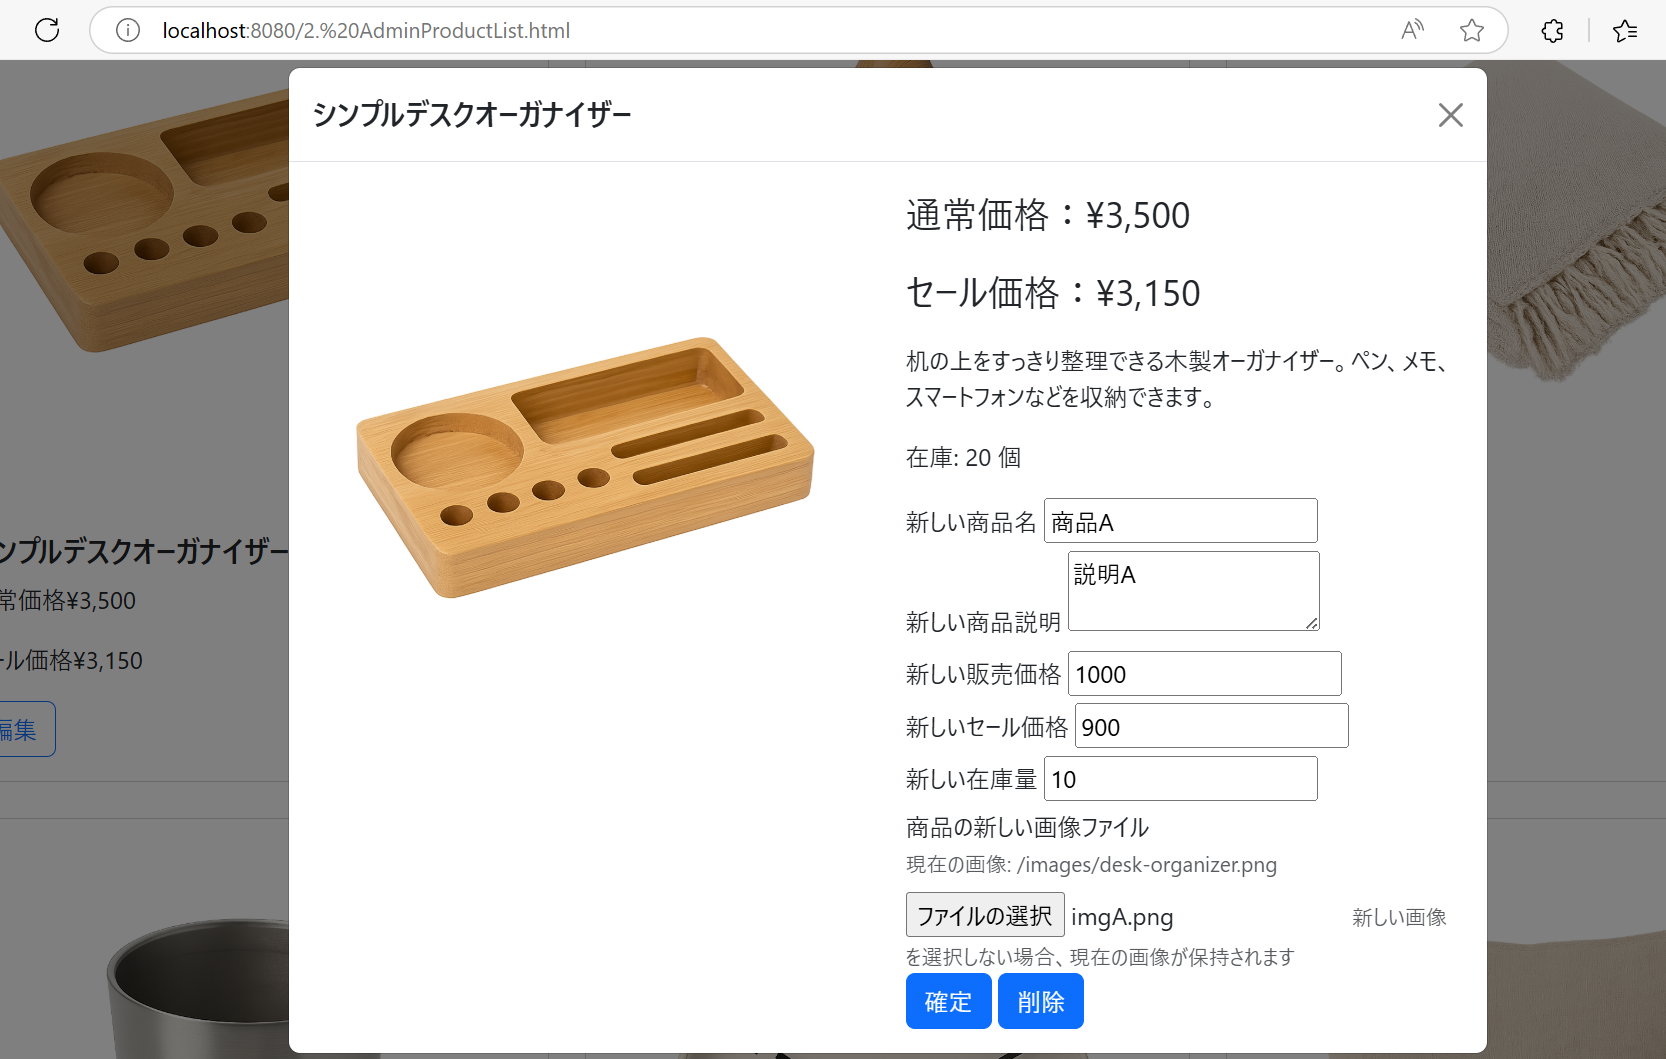 localhost:8080/2.%20AdminProductList.html
シンプルデスクオーガナイザー
通常価格：¥3,500
セール価格：¥3,150
机の上をすっきり整理できる木製オーガナイザー。ペン、メモ、
スマートフォンなどを収納できます。
在庫: 20 個
新しい商品名 商品A
新しい商品説明 説明A
新しい販売価格 1000
新しいセール価格 900
新しい在庫量 10
商品の新しい画像ファイル
現在の画像: /images/desk-organizer.png
ファイルの選択 imgA.png 新しい画像
を選択しない場合、現在の画像が保持されます
確定 削除
ンプルデスクオーガナイザー
常価格¥3,500
ール価格¥3,150
編集